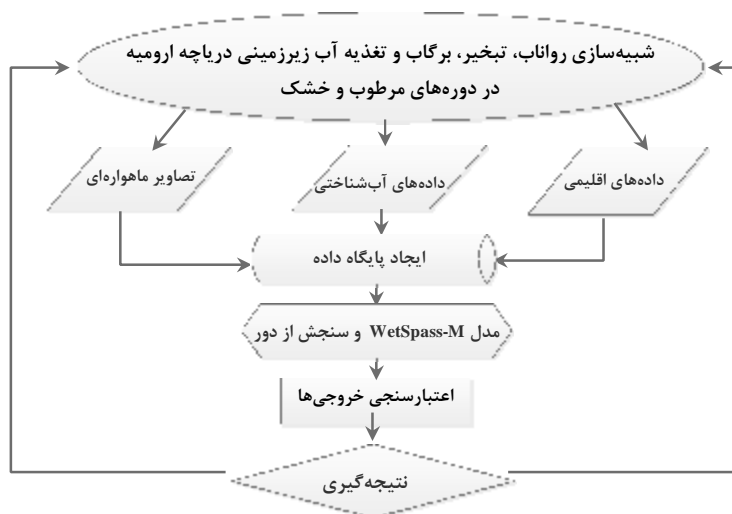 شبیه‌سازی رواناب، تبخیر، برگاب و تغذیه آب زیرزمینی دریاچه ارومیه
در دوره‌های مرطوب و خشک
داده‌های اقلیمی
داده‌های آب‌شناختی
تصاویر ماهواره‌ای
ایجاد پایگاه داده
مدل WetSpass-M و سنجش از دور
اعتبارسنجی خروجی‌ها
نتیجه‌گیری